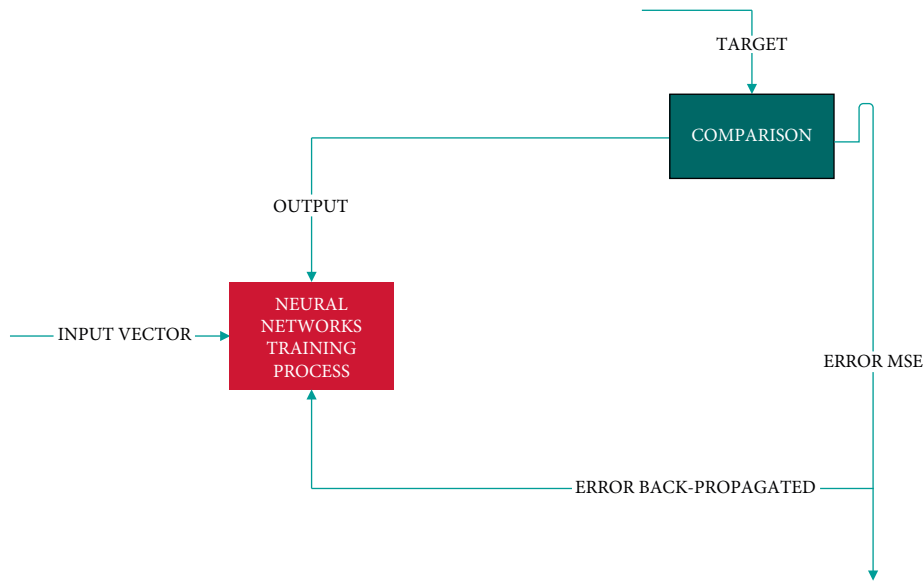 TARGET
COMPARISON
OUTPUT
NEURAL
NETWORKS
TRAINING
PROCESS
INPUT VECTOR
ERROR MSE
ERROR BACK-PROPAGATED